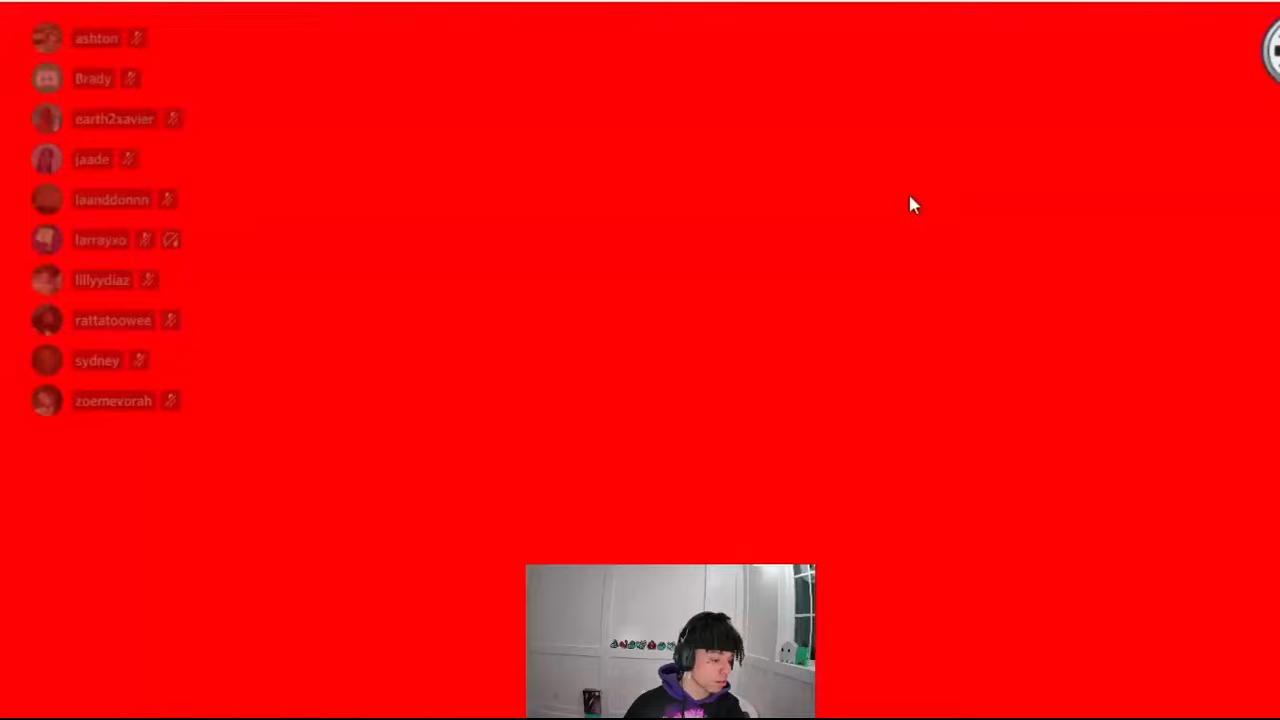 ashton
Brady
earth2xavier
jaade
laanddonnn
larrayxo
lillyydiaz
rattatoowee
sydney
zoemevorah